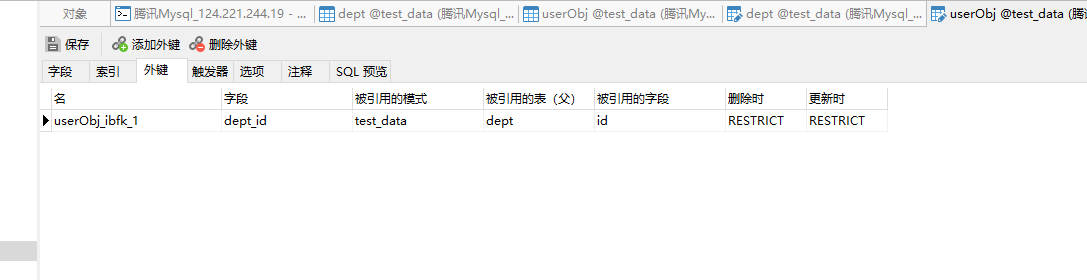 对象 腾讯Mysql_124.221.244.19 - ... dept @test_data (腾讯Mysql_... userObj @test_data (腾讯My... dept @test_data (腾讯Mysql_... userObj @test_data (腾
保存 添加外键 删除外键
字段 索引 外键 触发器 选项 注释 SQL 预览
名 字段 被引用的模式 被引用的表（父） 被引用的字段 删除时 更新时
userObj_ibfk_1 dept_id test_data dept id RESTRICT RESTRICT